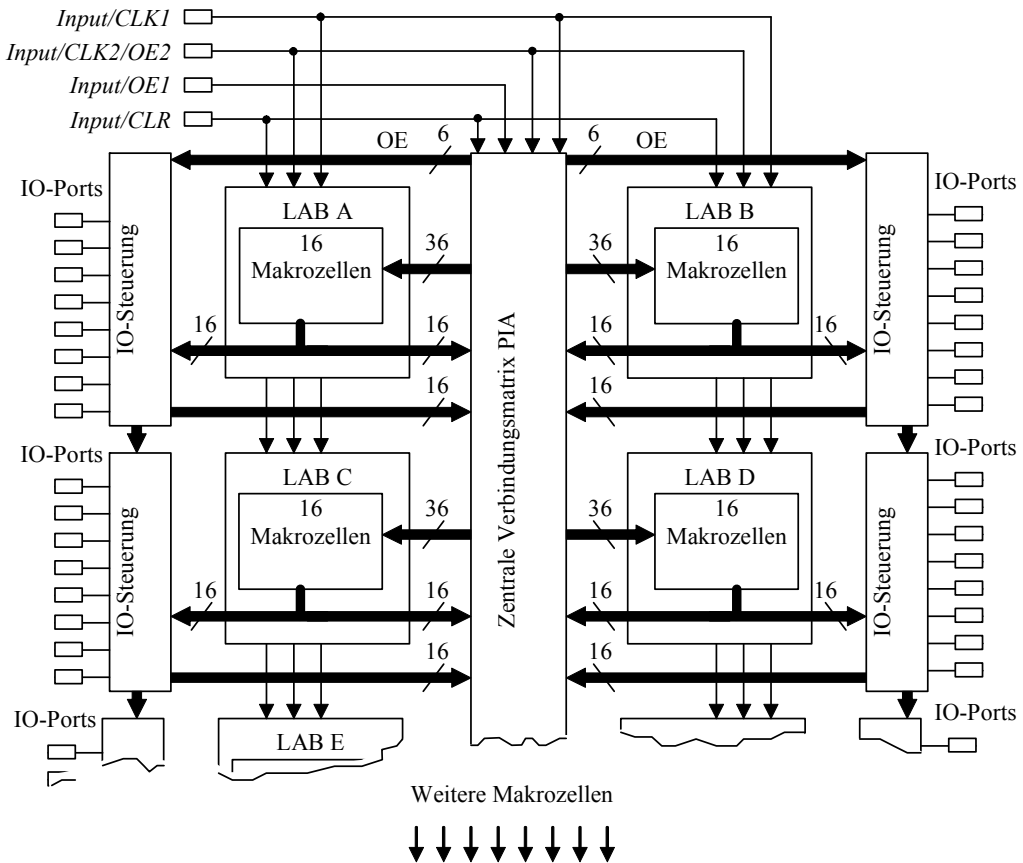 Input/CLK1
Input/CLK2/OE2
Input/OE1
Input/CLR
OE
6
6
OE
IO-Ports
IO-Ports
LAB A
LAB B
16
Makrozellen
36
36
16
Makrozellen
IO-Steuerung
IO-Steuerung
Zentrale Verbindungsmatrix PIA
16
16
16
16
16
16
IO-Ports
IO-Ports
LAB C
LAB D
16
Makrozellen
36
36
16
Makrozellen
IO-Steuerung
IO-Steuerung
16
16
16
16
16
16
IO-Ports
IO-Ports
LAB E
Weitere Makrozellen